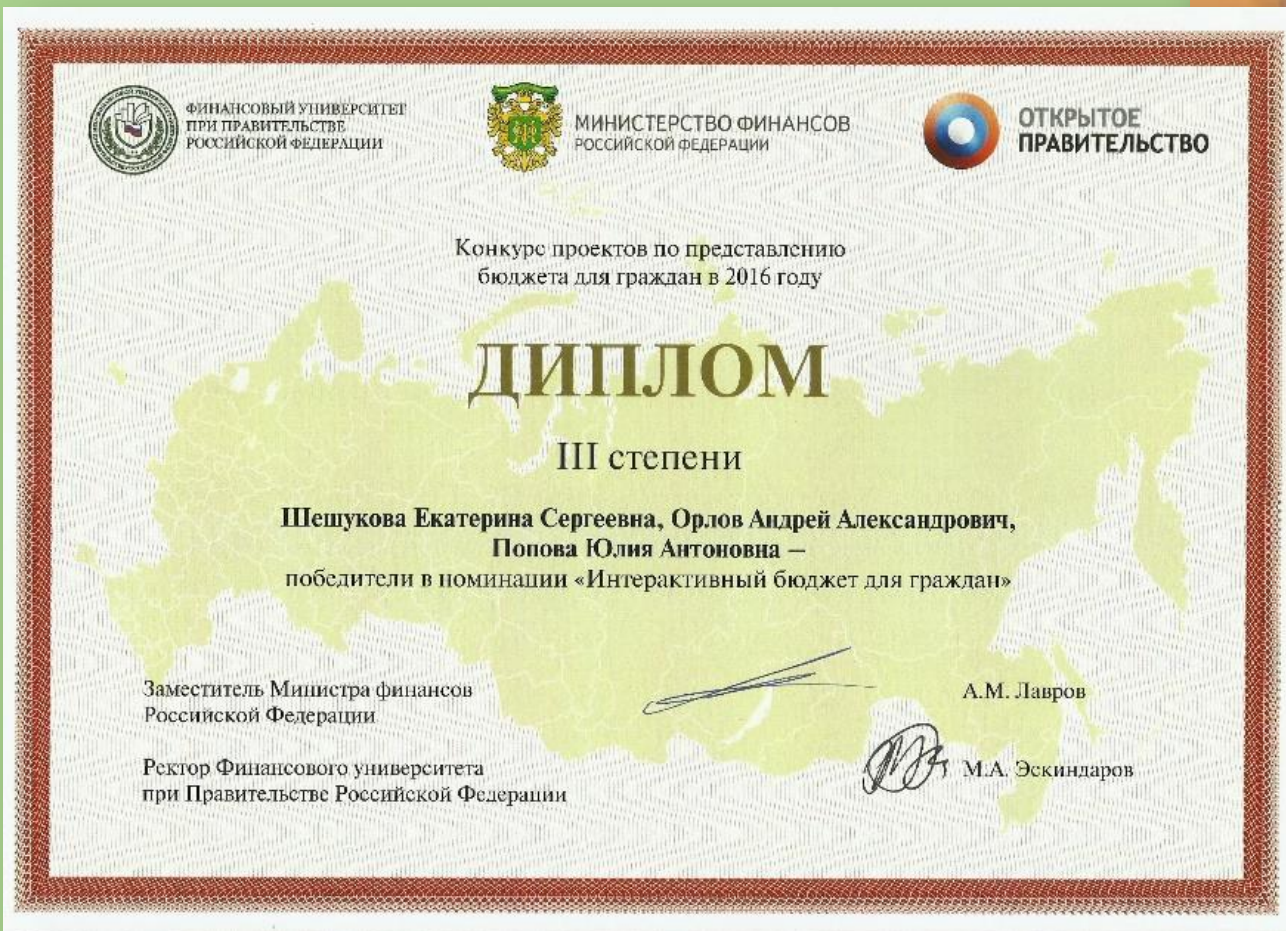 ФИНАНСОВЫЙ УНИВЕРСИТЕТ
ПРИ ПРАВИТЕЛЬСТВЕ
РОССИЙСКОЙ ФЕДЕРАЦИИ
МИНИСТЕРСТВО ФИНАНСОВ
РОССИЙСКОЙ ФЕДЕРАЦИИ
ОТКРЫТОЕ
ПРАВИТЕЛЬСТВО
Конкурс проектов по представлению
бюджета для граждан в 2016 году
ДИПЛОМ
III степени
Шешукова Екатерина Сергеевна, Орлов Андрей Александрович,
Попова Юлия Антоновна —
победители в номинации «Интерактивный бюджет для граждан»
Заместитель Министра финансов
Российской Федерации
А.М. Лавров
Ректор Финансового университета
при Правительстве Российской Федерации
М.А. Эскиндаров